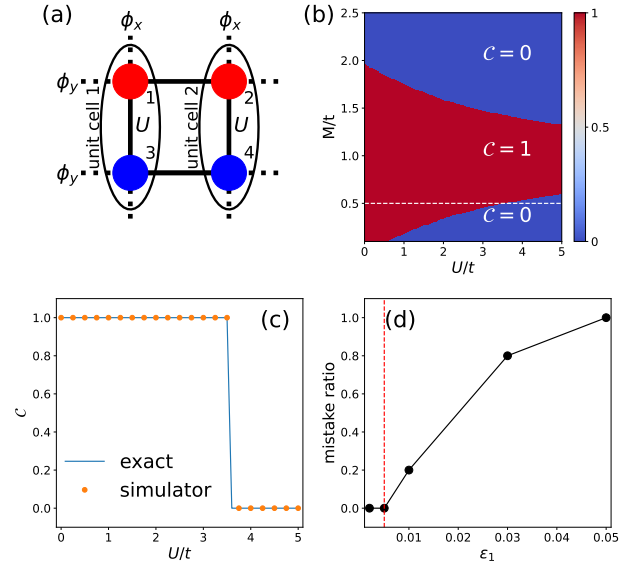 (a)
ϕx ϕx
ϕy
1 2
unit cell 1
U
unit cell 2
U
3 4
ϕy
M/t
2.5
2.0
1.5
1.0
0.5
C = 0
C = 1
C = 0
0 1 2 3 4 5
U/t
(b)
1
0.5
0
C
1.0
0.8
0.6
0.4
0.2
0.0
(c)
exact
simulator
0 1 2 3 4 5
U/t
mistake ratio
1.0
0.8
0.6
0.4
0.2
0.0
(d)
0.01 0.02 0.03 0.04 0.05
ε1